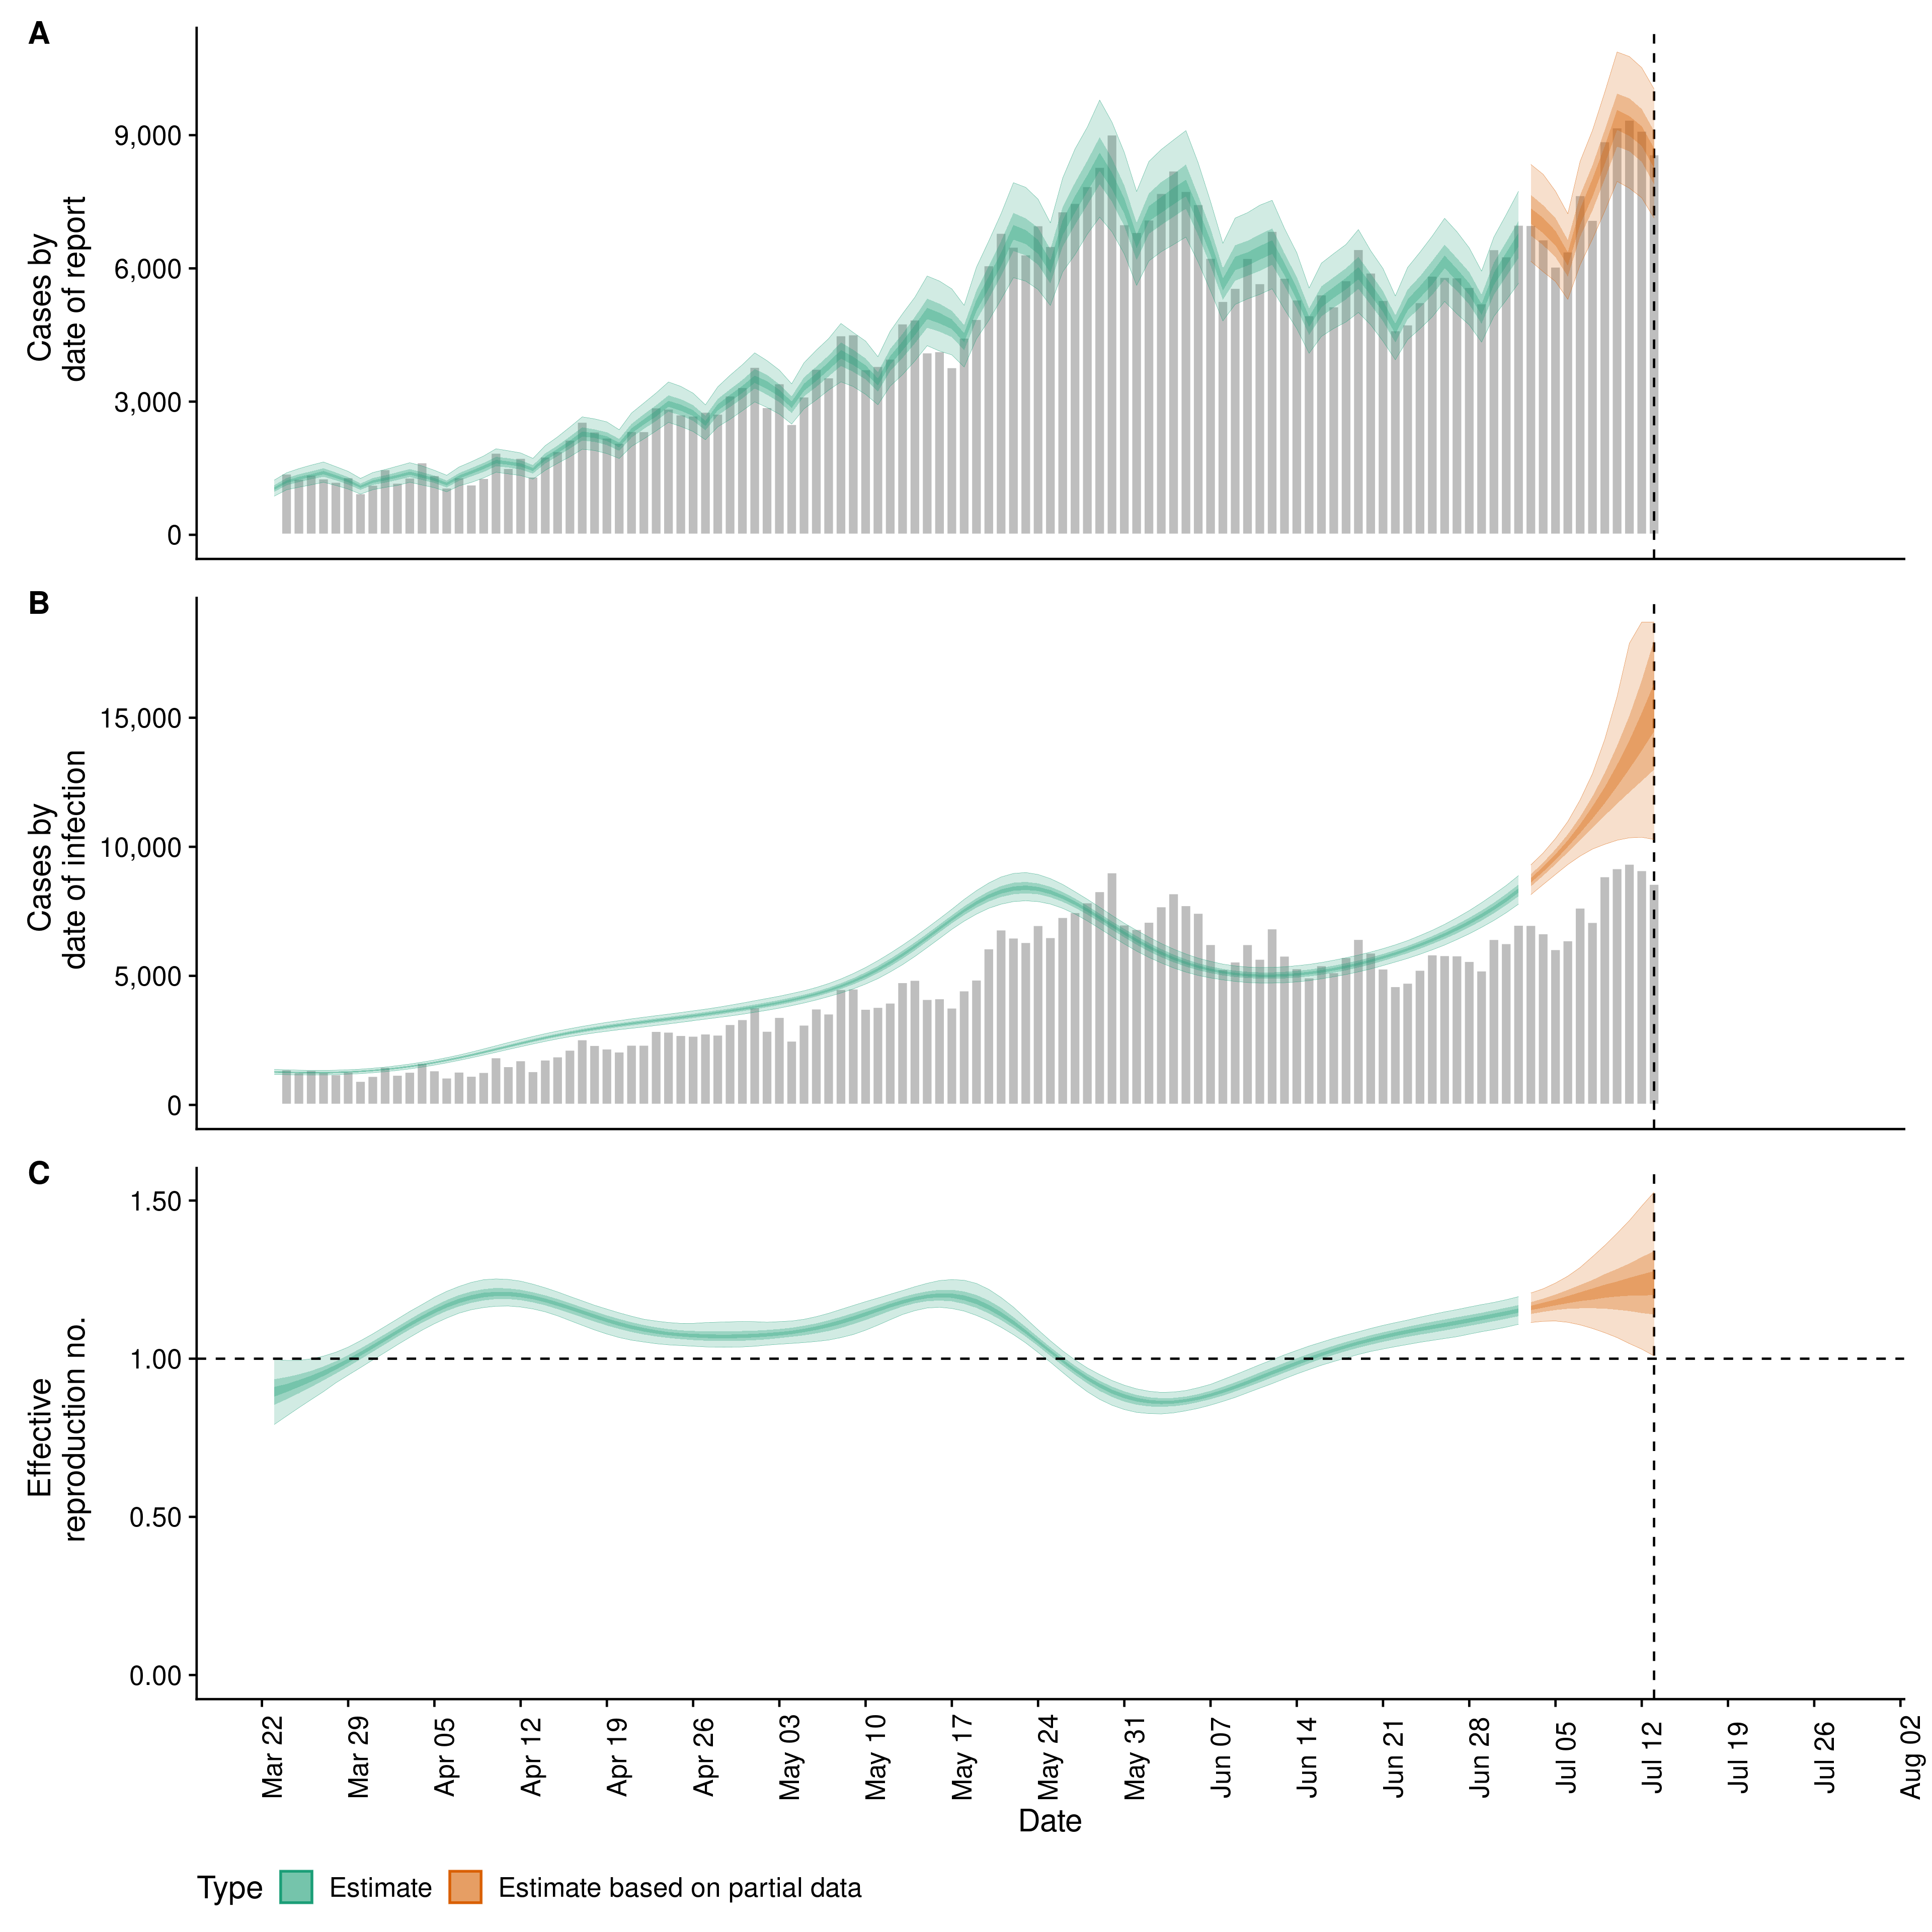 A
Cases by
date of report
9,000
6,000
3,000
0
B
Cases by
date of infection
15,000
10,000
5,000
0
C
Effective
reproduction no.
1.50
1.00
0.50
0.00
Mar 22
Mar 29
Apr 05
Apr 12
Apr 19
Apr 26
May 03
May 10
May 17
May 24
May 31
Jun 07
Jun 14
Jun 21
Jun 28
Jul 05
Jul 12
Jul 19
Jul 26
Aug 02
Date
Type Estimate Estimate based on partial data